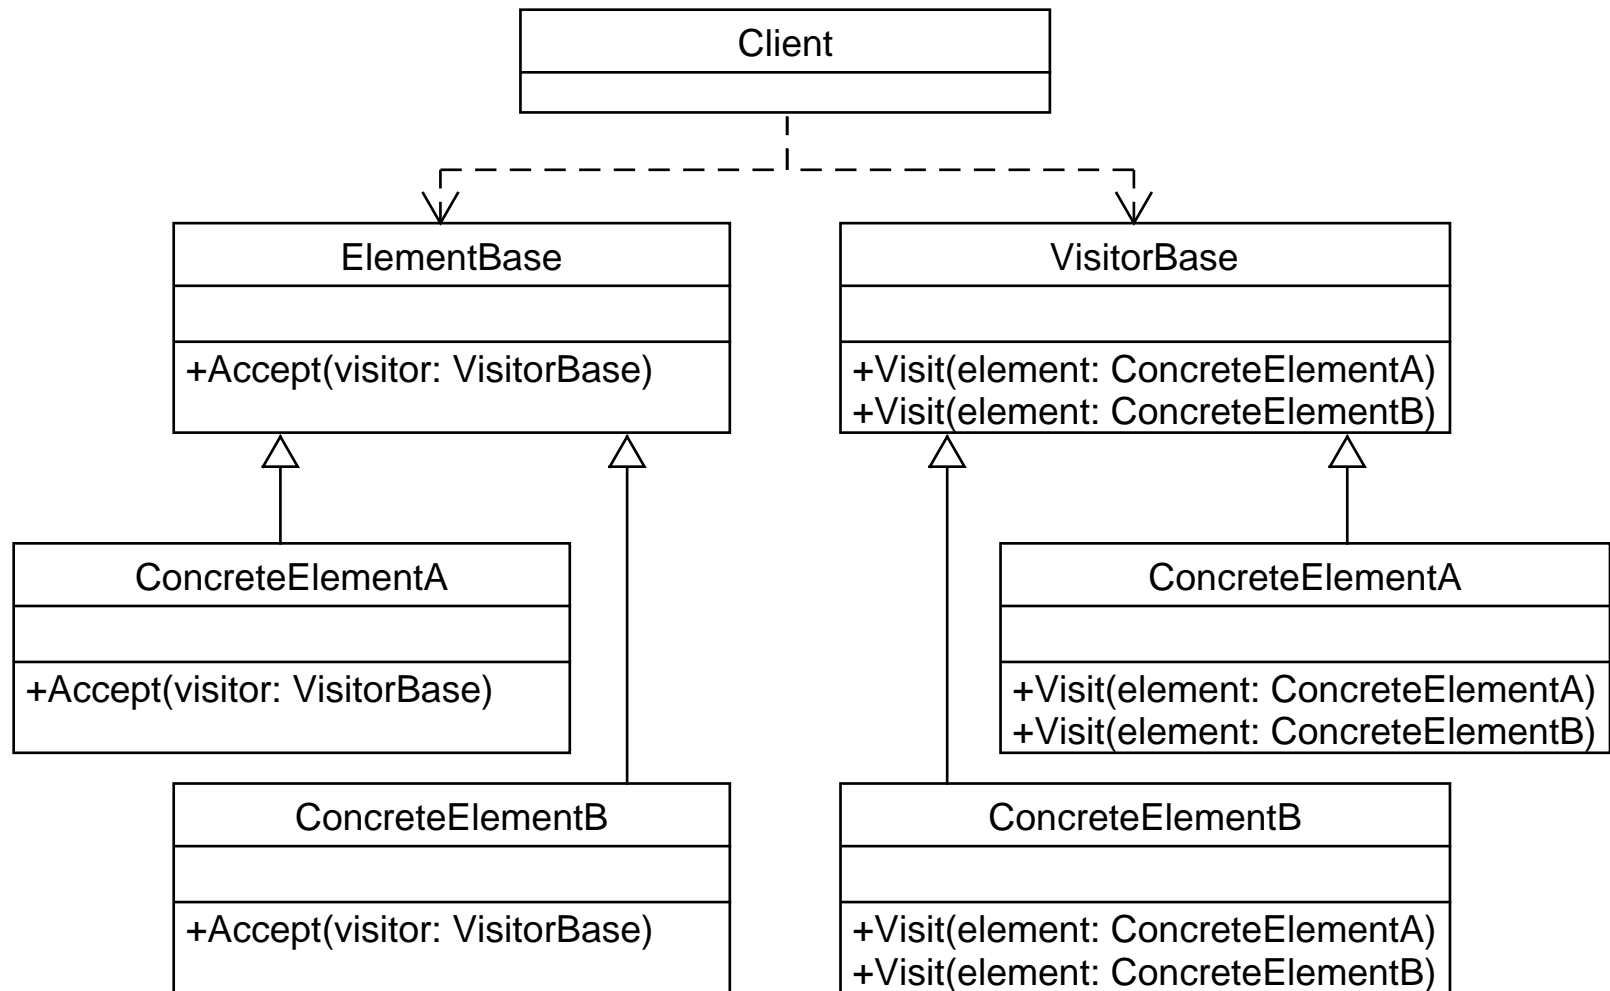 Client
ElementBase
+Accept(visitor: VisitorBase)
VisitorBase
+Visit(element: ConcreteElementA)
+Visit(element: ConcreteElementB)
ConcreteElementA
+Accept(visitor: VisitorBase)
ConcreteElementA
+Visit(element: ConcreteElementA)
+Visit(element: ConcreteElementB)
ConcreteElementB
+Accept(visitor: VisitorBase)
ConcreteElementB
+Visit(element: ConcreteElementA)
+Visit(element: ConcreteElementB)